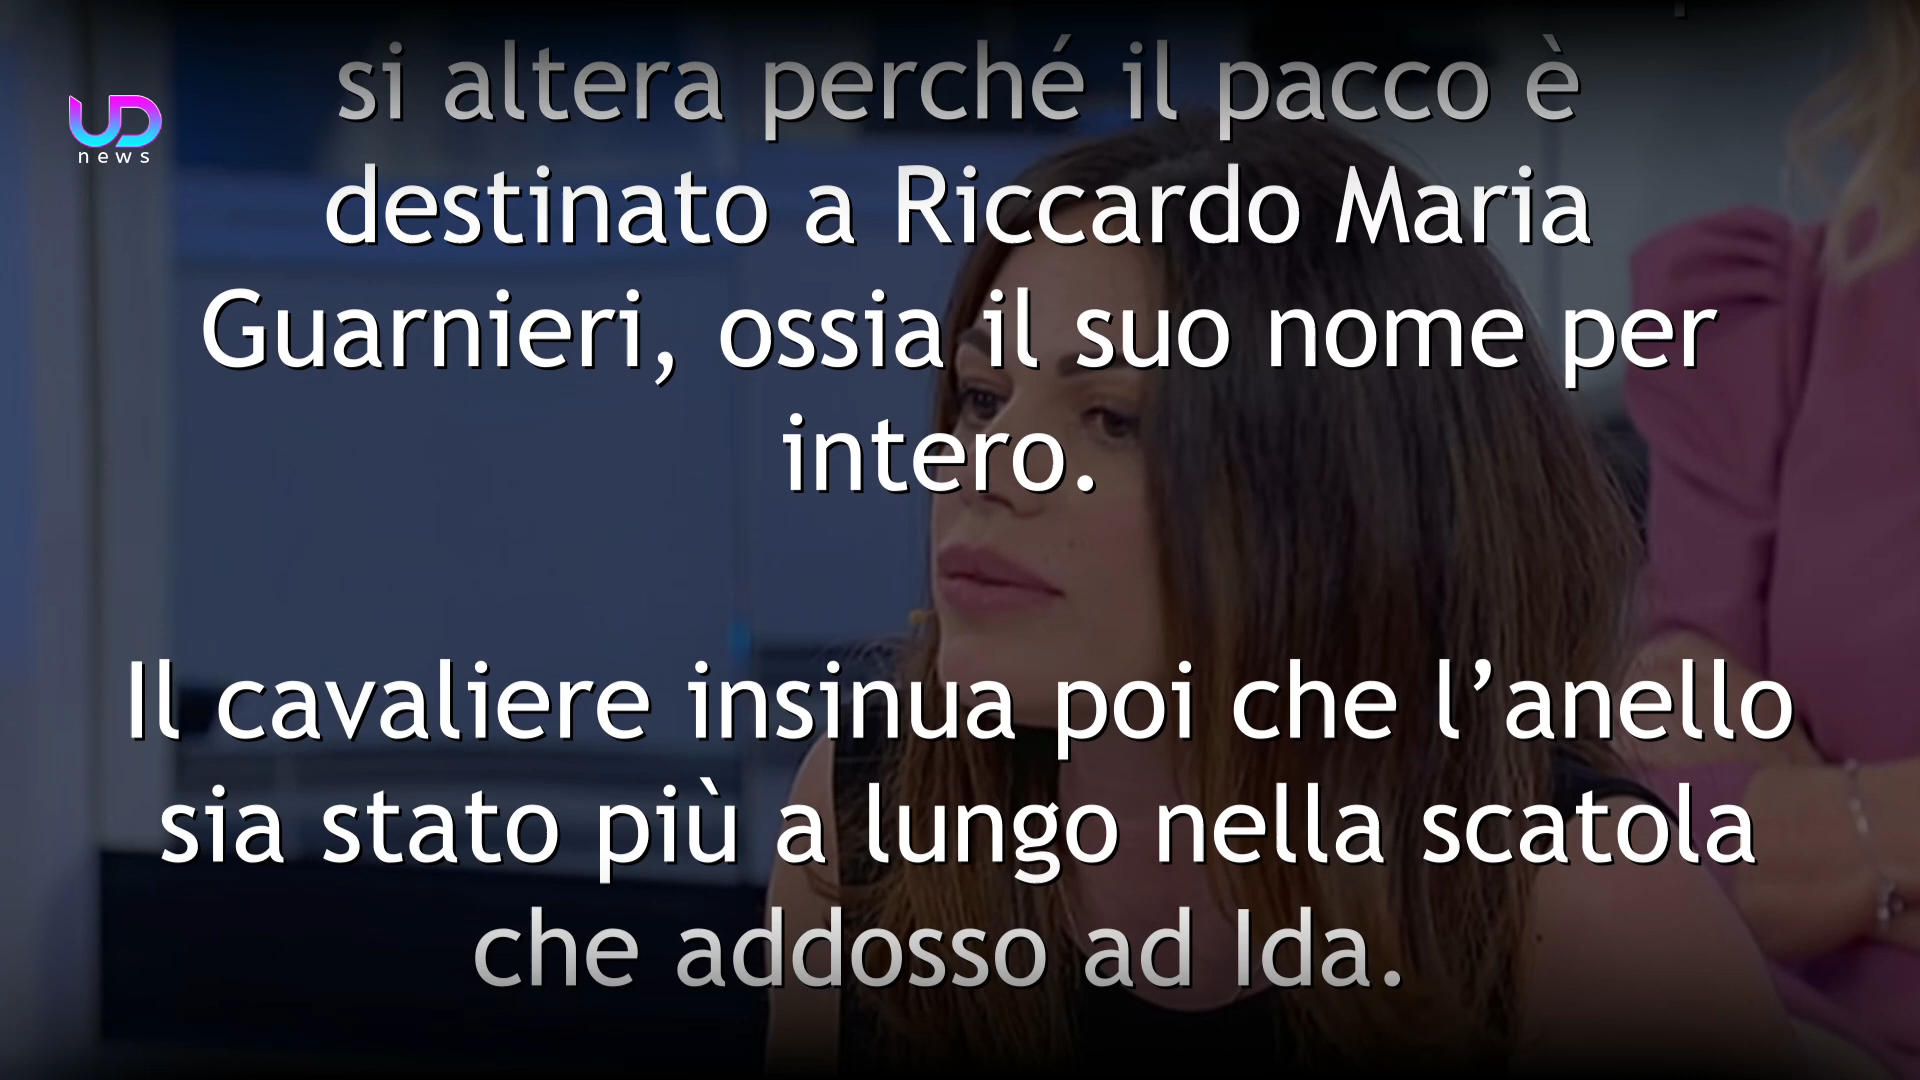 si altera perché il pacco è
UD
news
destinato a Riccardo Maria
Guarnieri, ossia il suo nome per
intero.
Il cavaliere insinua poi che l’anello
sia stato più a lungo nella scatola
che addosso ad Ida.